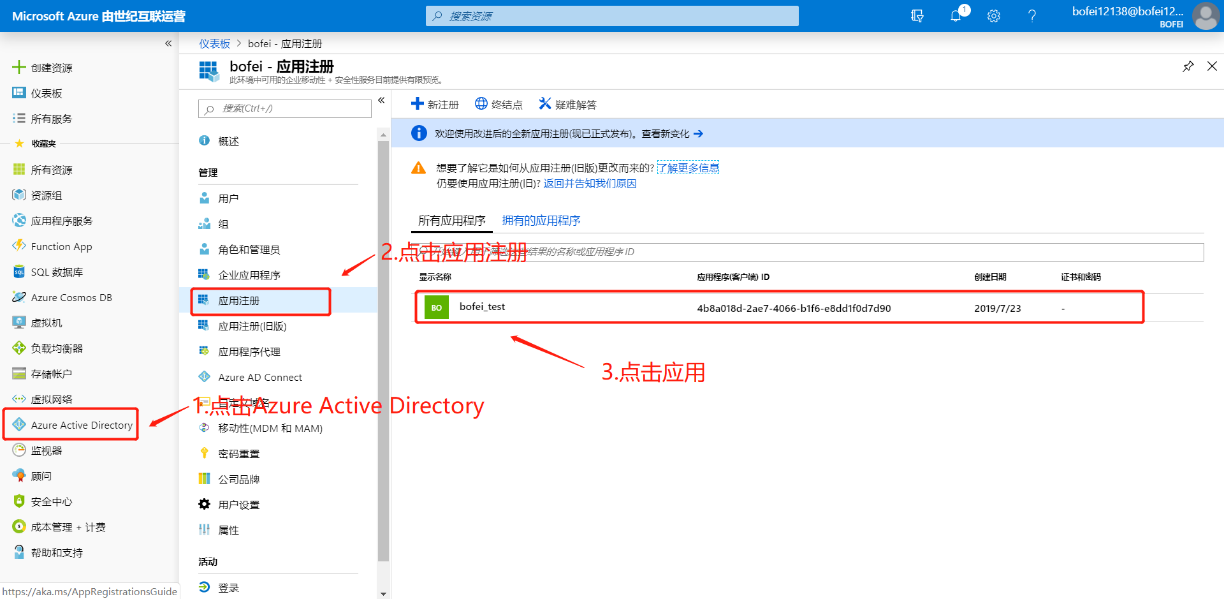 Microsoft Azure 由世纪互联运营
搜索资源
1
bofei12138@bofei12...
BOFEI
仪表板 > bofei - 应用注册
bofei - 应用注册
此环境中可用的企业移动性 + 安全性服务目前提供有限预览。
创建资源
仪表板
所有服务
收藏夹
所有资源
资源组
应用程序服务
Function App
SQL 数据库
Azure Cosmos DB
虚拟机
负载均衡器
存储帐户
虚拟网络
Azure Active Directory
监视器
顾问
安全中心
成本管理 + 计费
帮助和支持
https://aka.ms/AppRegistrationsGuide
搜索(Ctrl+/)
概述
管理
用户
组
角色和管理员
企业应用程序
应用注册
应用注册(旧版)
应用程序代理
Azure AD Connect
自定义域名
移动性(MDM 和 MAM)
密码重置
公司品牌
用户设置
属性
活动
登录
新注册 终结点 疑难解答
欢迎使用改进后的全新应用注册(现已正式发布)。查看新变化 →
想要了解它是如何从应用注册(旧版)更改而来的? 了解更多信息
仍要使用应用注册(旧)? 返回并告知我们原因
所有应用程序 拥有的应用程序
结果的名称或应用程序 ID
显示名称 应用程序(客户端) ID 创建日期 证书和密码
BO bofei_test 4b8a018d-2ae7-4066-b1f6-e8dd1f0d7d90 2019/7/23 -
1.点击Azure Active Directory
2.点击应用注册
3.点击应用